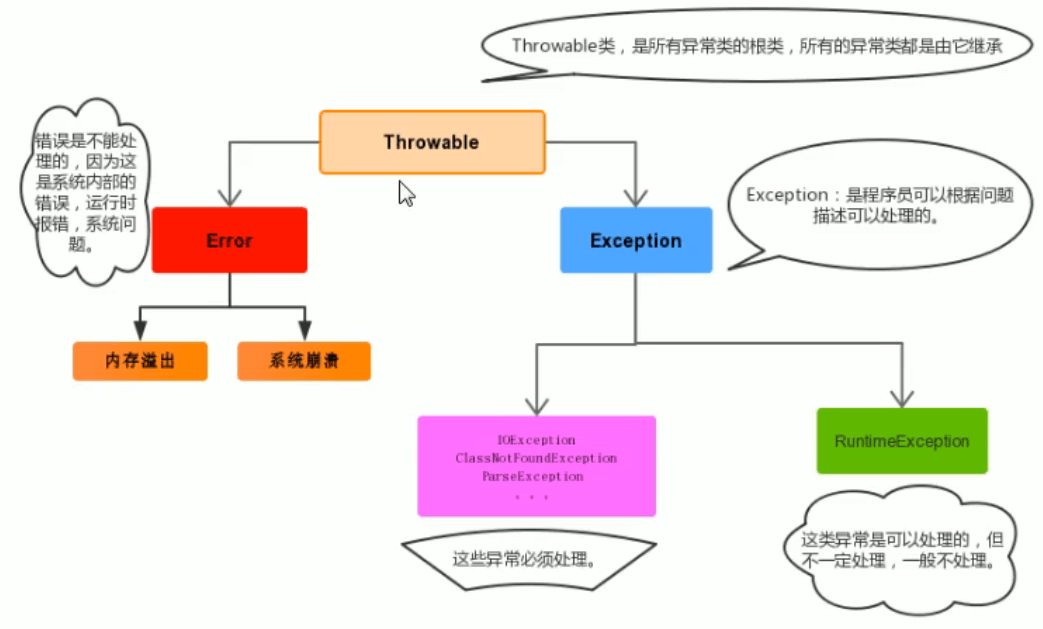 Throwable类，是所有异常类的根类，所有的异常类都是由它继承
Throwable
错误是不能处
理的，因为这
是系统内部的
错误，运行时
报错，系统问
题。
Error
Exception
Exception：是程序员可以根据问题
描述可以处理的。
内存溢出
系统崩溃
IOException
ClassNotFoundException
ParseException
. . .
RuntimeException
这些异常必须处理。
这类异常是可以处理的，但
不一定处理，一般不处理。